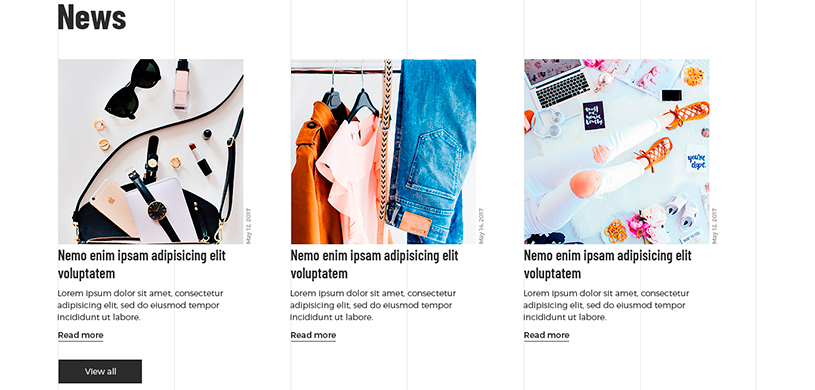 News
May 12, 2017
Nemo enim ipsam adipisicing elit
voluptatem
Lorem ipsum dolor sit amet, consectetur
adipisicing elit, sed do eiusmod tempor
incididunt ut labore.
Read more
May 14, 2017
Nemo enim ipsam adipisicing elit
voluptatem
Lorem ipsum dolor sit amet, consectetur
adipisicing elit, sed do eiusmod tempor
incididunt ut labore.
Read more
you're
dope.
May 12, 2017
Nemo enim ipsam adipisicing elit
voluptatem
Lorem ipsum dolor sit amet, consectetur
adipisicing elit, sed do eiusmod tempor
incididunt ut labore.
Read more
View all